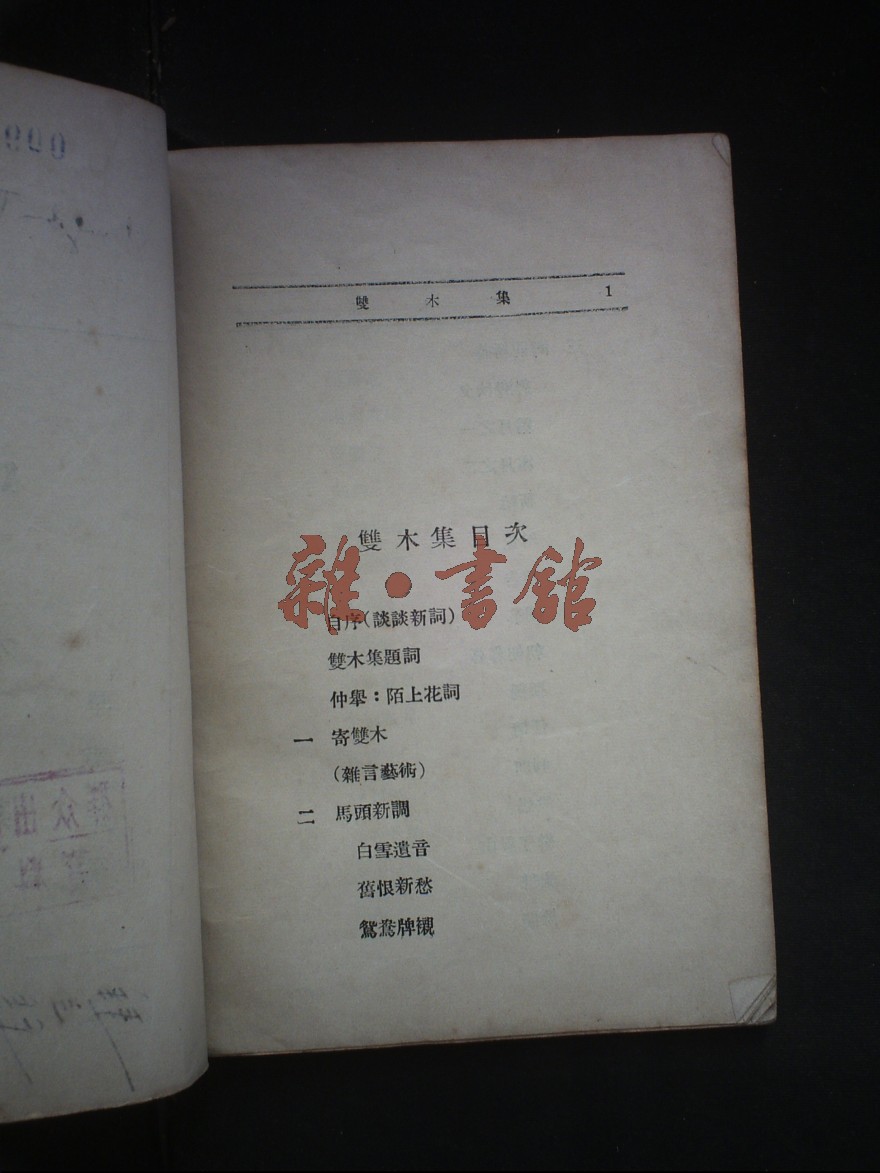 雙木集 1
雙木集目次
雜·書館
自序(談談新詞)
雙木集題詞
仲舉:陌上花詞
一 寄雙木
(雜言藝術)
二 馬頭新調
白雪遺音
舊恨新愁
鴛鴦牌襯